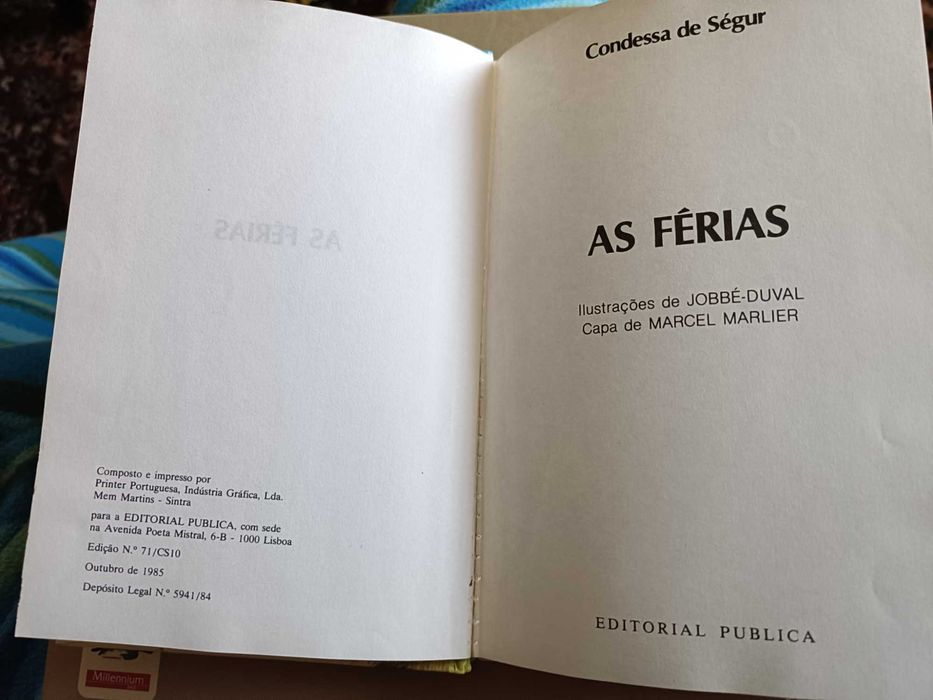 AS FÉRIAS
Composto e impresso por
Printer Portuguesa, Indústria Gráfica, Lda.
Mem Martins - Sintra
para a EDITORIAL PUBLICA, com sede
na Avenida Poeta Mistral, 6-B - 1000 Lisboa
Edição N.º 71/CS10
Outubro de 1985
Depósito Legal N.º 5941/84
Millennium
Condessa de Ségur
AS FÉRIAS
Ilustrações de JOBBÉ-DUVAL
Capa de MARCEL MARLIER
EDITORIAL PUBLICA